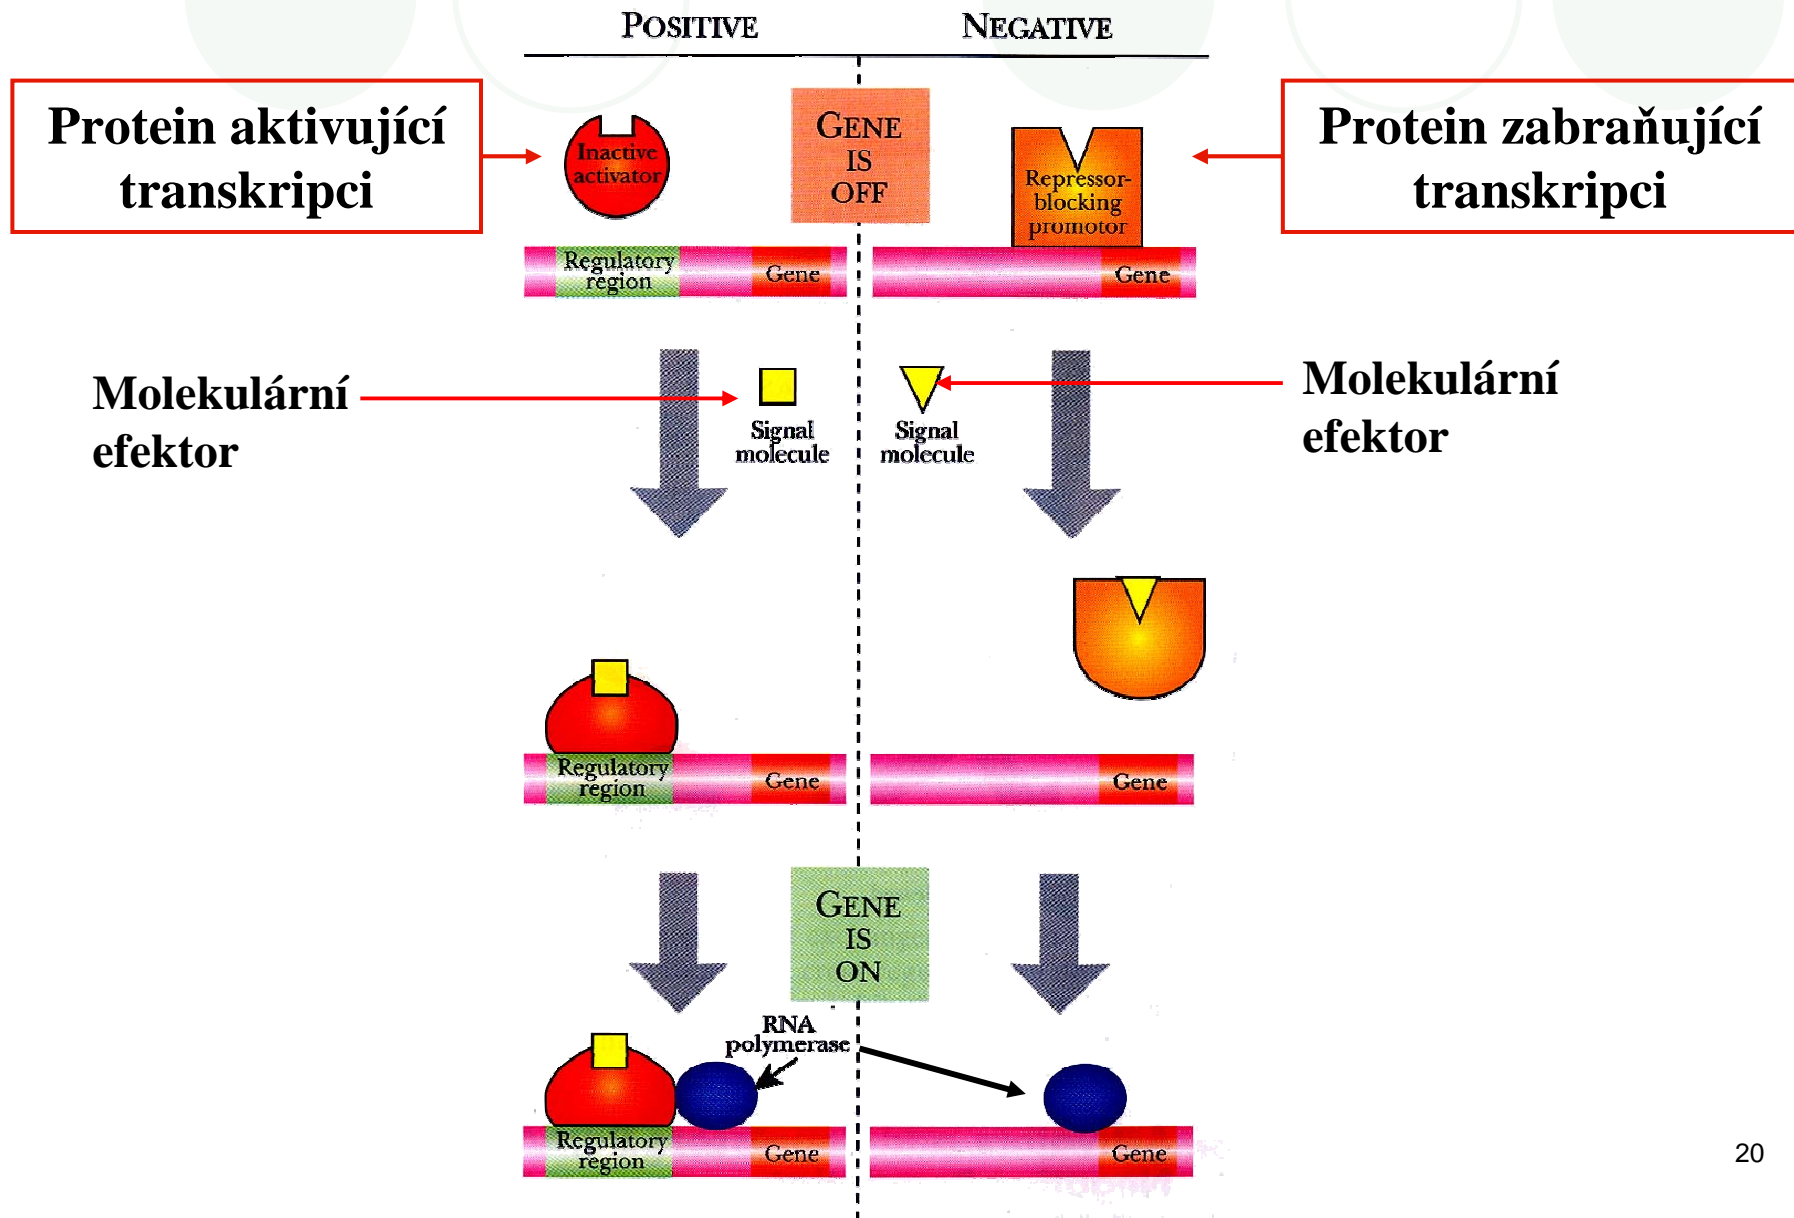 POSITIVE
NEGATIVE
Protein aktivující
transkripci
Inactive
activator
GENE
IS
OFF
Repressor-
blocking
promotor
Protein zabraňující
transkripci
Regulatory
region
Gene
Gene
Molekulární
efektor
Signal
molecule
Signal
molecule
Molekulární
efektor
Regulatory
region
Gene
Gene
GENE
IS
ON
RNA
polymerase
Regulatory
region
Gene
Gene
20